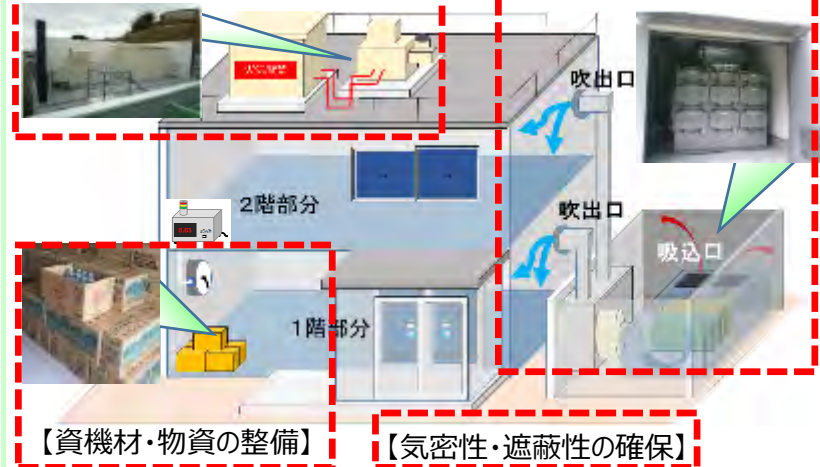 吹出口
2階部分
吹出口
吸込口
1階部分
【資機材・物資の整備】
【気密性・遮蔽性の確保】